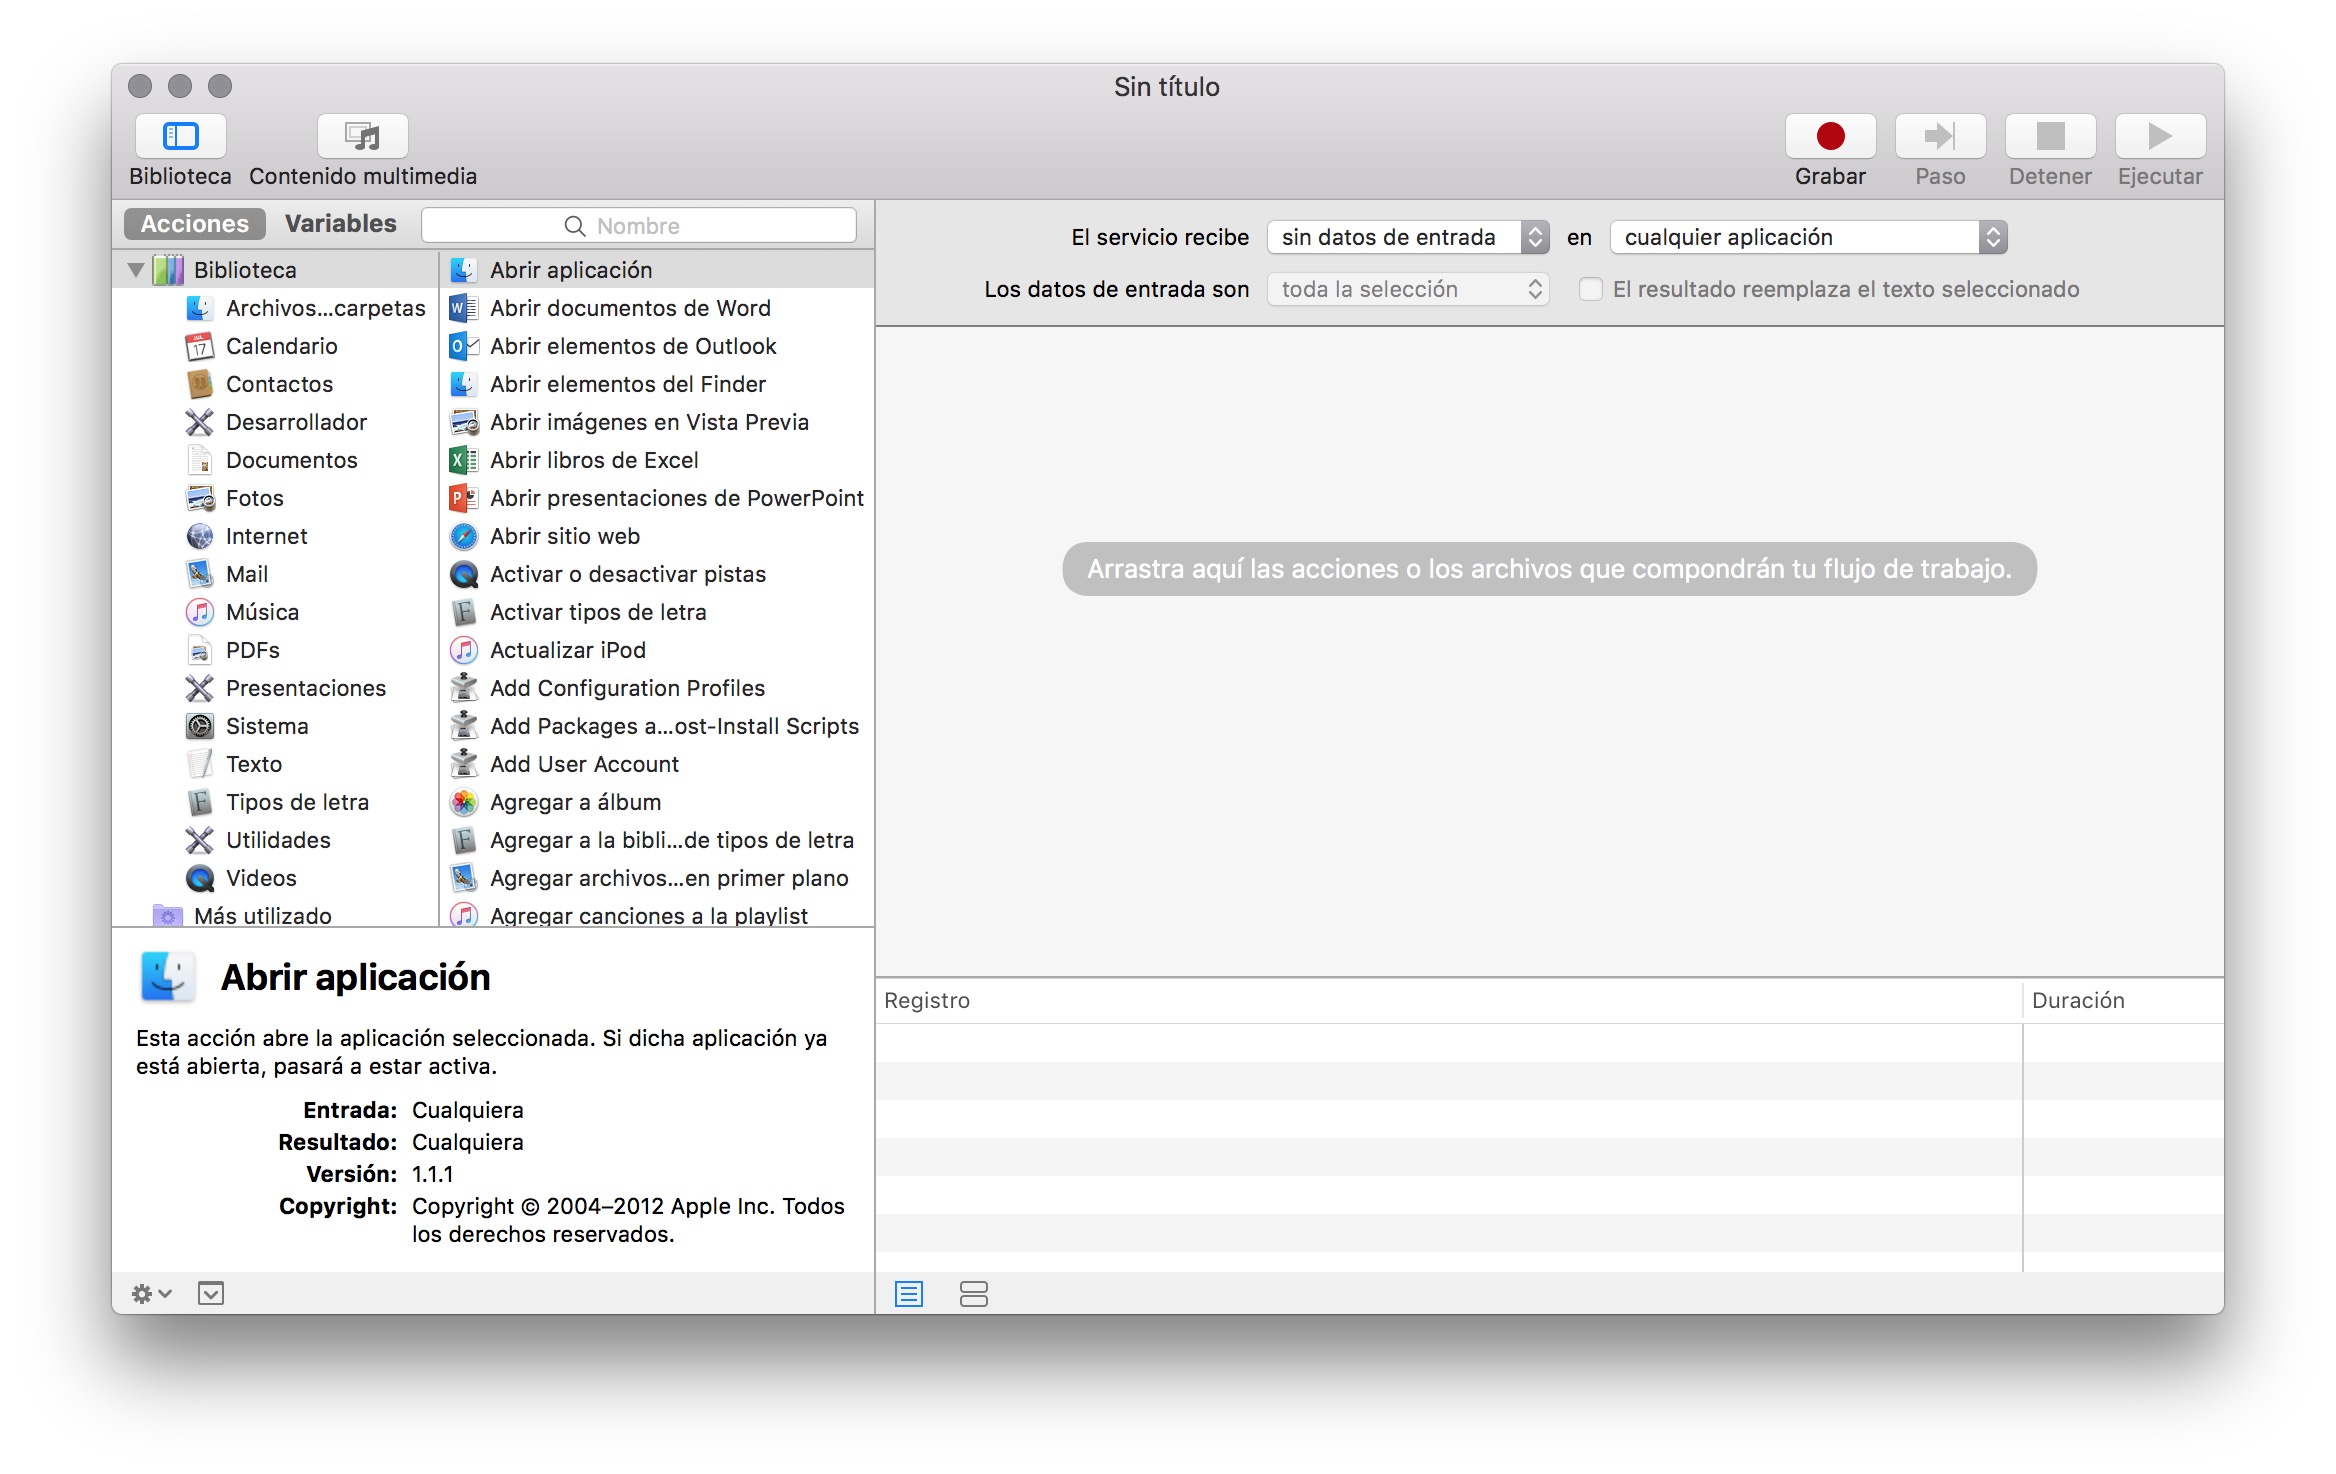 Sin título
Biblioteca
Contenido multimedia
Grabar
Paso
Detener
Ejecutar
Acciones
Variables
Nombre
Biblioteca
Archivos...carpetas
Calendario
Contactos
Desarrollador
Documentos
Fotos
Internet
Mail
Música
PDFs
Presentaciones
Sistema
Texto
Tipos de letra
Utilidades
Videos
Más utilizado
Abrir aplicación
Abrir documentos de Word
Abrir elementos de Outlook
Abrir elementos del Finder
Abrir imágenes en Vista Previa
Abrir libros de Excel
Abrir presentaciones de PowerPoint
Abrir sitio web
Activar o desactivar pistas
Activar tipos de letra
Actualizar iPod
Add Configuration Profiles
Add Packages a...ost-Install Scripts
Add User Account
Agregar a álbum
Agregar a la bibli...de tipos de letra
Agregar archivos...en primer plano
Agregar canciones a la playlist
Abrir aplicación
Esta acción abre la aplicación seleccionada. Si dicha aplicación ya
está abierta, pasará a estar activa.
Entrada: Cualquiera
Resultado: Cualquiera
Versión: 1.1.1
Copyright: Copyright © 2004–2012 Apple Inc. Todos
los derechos reservados.
El servicio recibe sin datos de entrada en cualquier aplicación
Los datos de entrada son toda la selección El resultado reemplaza el texto seleccionado
Arrastra aquí las acciones o los archivos que compondrán tu flujo de trabajo.
Registro
Duración